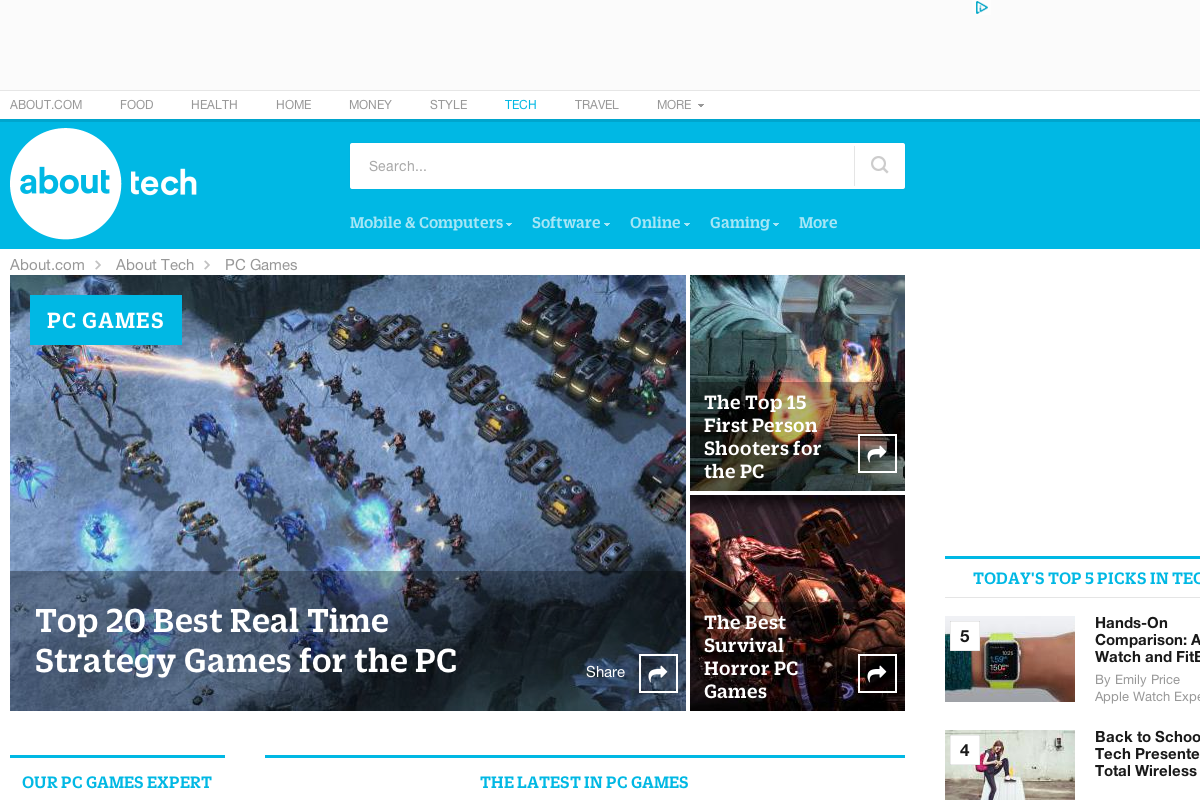 ABOUT.COM FOOD HEALTH HOME MONEY STYLE TECH TRAVEL MORE
about tech
Search...
Mobile & Computers Software Online Gaming More
About.com About Tech PC Games
PC GAMES
Top 20 Best Real Time
Strategy Games for the PC
Share
The Top 15
First Person
Shooters for
the PC
The Best
Survival
Horror PC
Games
TODAY'S TOP 5 PICKS IN TEC
5
Hands-On
Comparison: A
Watch and FitB
By Emily Price
Apple Watch Expe
4
Back to Schoo
Tech Presente
Total Wireless
OUR PC GAMES EXPERT
THE LATEST IN PC GAMES